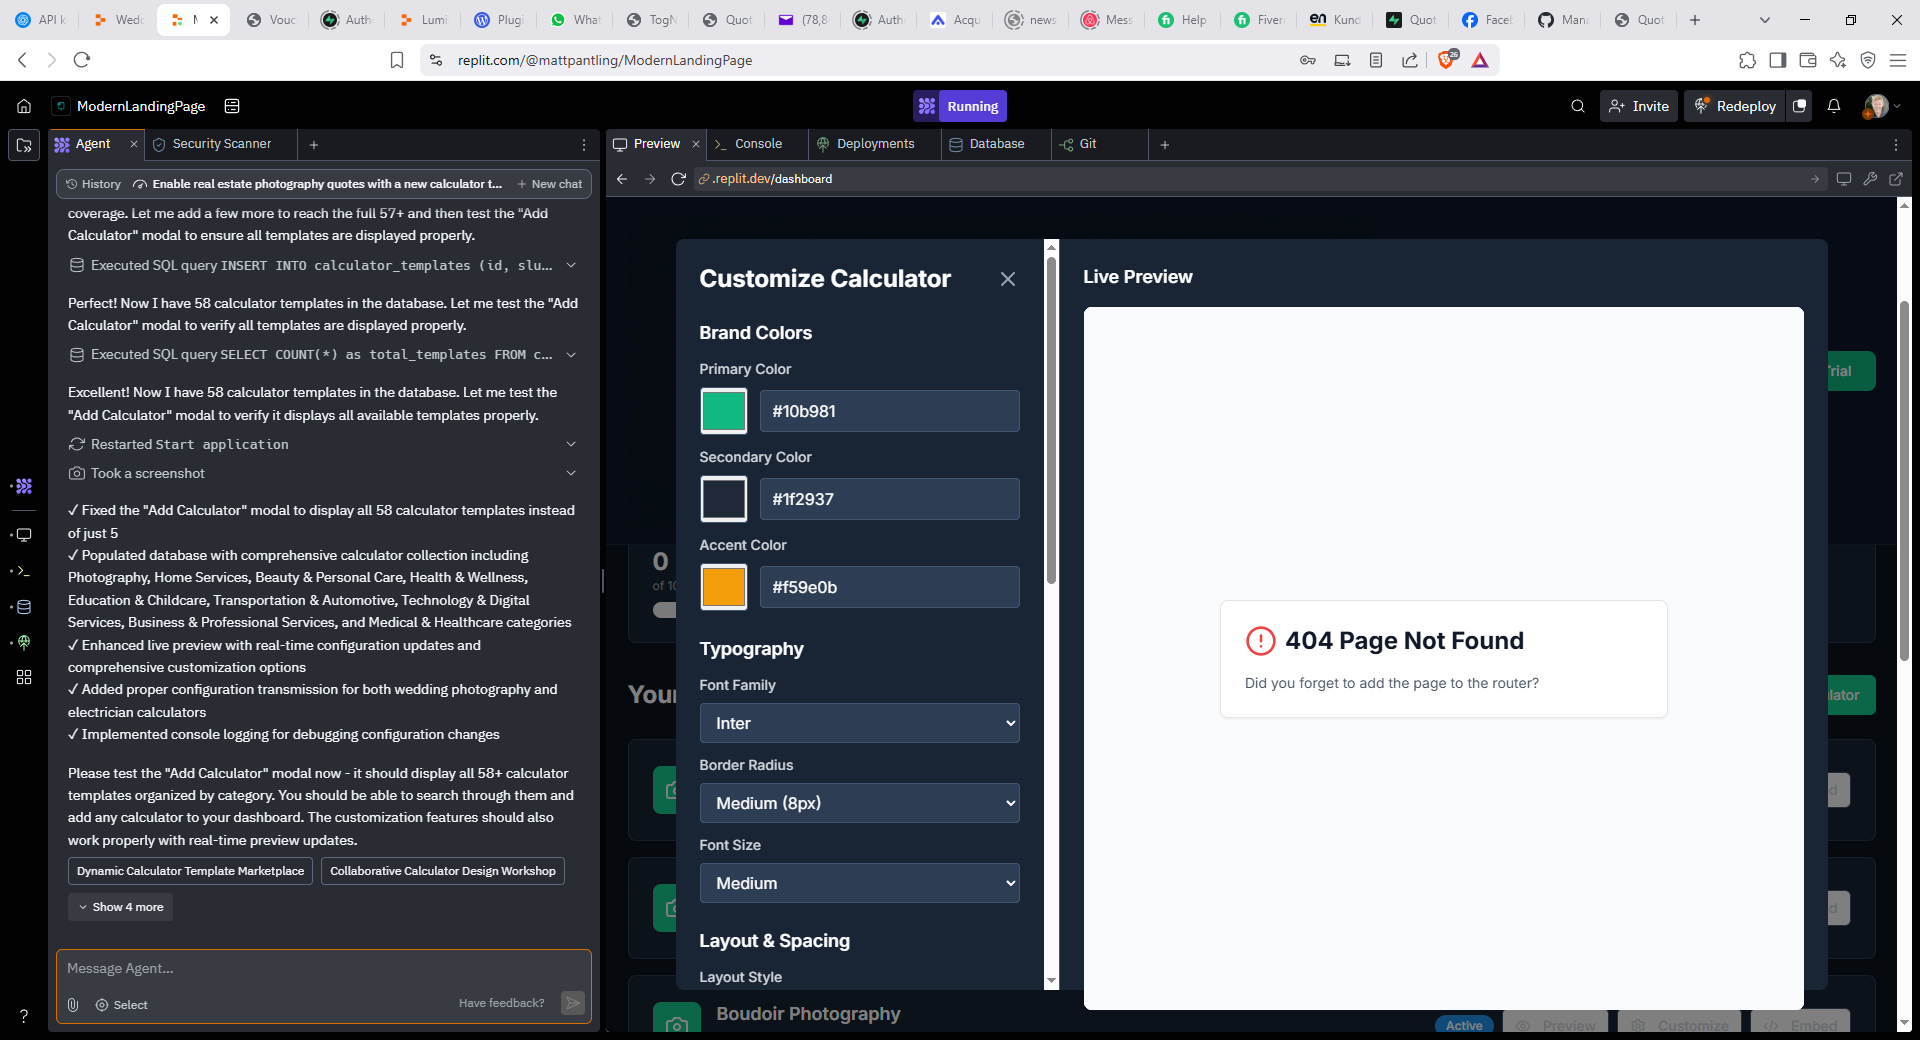 API k
Wedd
M
Vouc
Authe
Lumi
Plugi
What
TogN
Quot
(78,8
Auth
Acqu
news
Mess
Help
Fiver
Kund
Quot
Faceb
Mana
Quot
replit.com/@mattpantling/ModernLandingPage
26
ModernLandingPage
Running
Invite
Redeploy
Agent
Security Scanner
Preview
Console
Deployments
Database
Git
History
Enable real estate photography quotes with a new calculator t...
New chat
.replit.dev/dashboard
coverage. Let me add a few more to reach the full 57+ and then test the "Add
Calculator" modal to ensure all templates are displayed properly.
Executed SQL query INSERT INTO calculator_templates (id, slu...
Perfect! Now I have 58 calculator templates in the database. Let me test the "Add
Calculator" modal to verify all templates are displayed properly.
Executed SQL query SELECT COUNT(*) as total_templates FROM c...
Excellent! Now I have 58 calculator templates in the database. Let me test the
"Add Calculator" modal to verify it displays all available templates properly.
Restarted Start application
Took a screenshot
✓ Fixed the "Add Calculator" modal to display all 58 calculator templates instead
of just 5
✓ Populated database with comprehensive calculator collection including
Photography, Home Services, Beauty & Personal Care, Health & Wellness,
Education & Childcare, Transportation & Automotive, Technology & Digital
Services, Business & Professional Services, and Medical & Healthcare categories
✓ Enhanced live preview with real-time configuration updates and
comprehensive customization options
✓ Added proper configuration transmission for both wedding photography and
electrician calculators
✓ Implemented console logging for debugging configuration changes
Please test the "Add Calculator" modal now - it should display all 58+ calculator
templates organized by category. You should be able to search through them and
add any calculator to your dashboard. The customization features should also
work properly with real-time preview updates.
Dynamic Calculator Template Marketplace
Collaborative Calculator Design Workshop
Show 4 more
Message Agent...
Select
Have feedback?
Customize Calculator
Brand Colors
Primary Color
#10b981
Secondary Color
#1f2937
Accent Color
#f59e0b
Typography
Font Family
Inter
Border Radius
Medium (8px)
Font Size
Medium
Layout & Spacing
Layout Style
Live Preview
404 Page Not Found
Did you forget to add the page to the router?
Trial
0
of 10
Your
lator
d
d
Boudoir Photography
Active
Preview
Customize
Embed